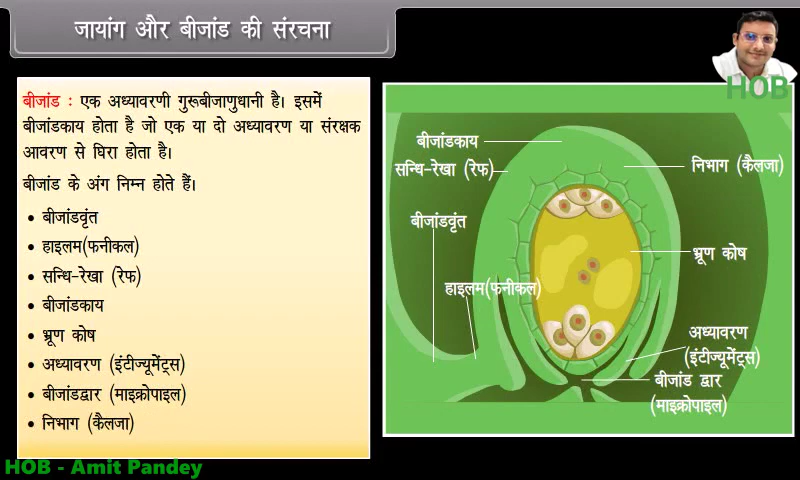 जायांग और बीजांड की संरचना
HOB
बीजांड : एक अध्यावरणी गुरूबीजाणुधानी है। इसमें
बीजांडकाय होता है जो एक या दो अध्यावरण या संरक्षक
आवरण से घिरा होता है।
बीजांड के अंग निम्न होते हैं।
• बीजांडवृंत
• हाइलम(फनीकल)
• सन्धि-रेखा (रेफ)
• बीजांडकाय
• भ्रूण कोष
• अध्यावरण (इंटीज्यूमेंट्स)
• बीजांडद्वार (माइक्रोपाइल)
• निभाग (कैलजा)
बीजांडकाय
सन्धि-रेखा (रेफ)
निभाग (कैलजा)
बीजांडवृंत
भ्रूण कोष
हाइलम(फनीकल)
अध्यावरण
(इंटीज्यूमेंट्स)
बीजांड द्वार
(माइक्रोपाइल)
HOB - Amit Pandey